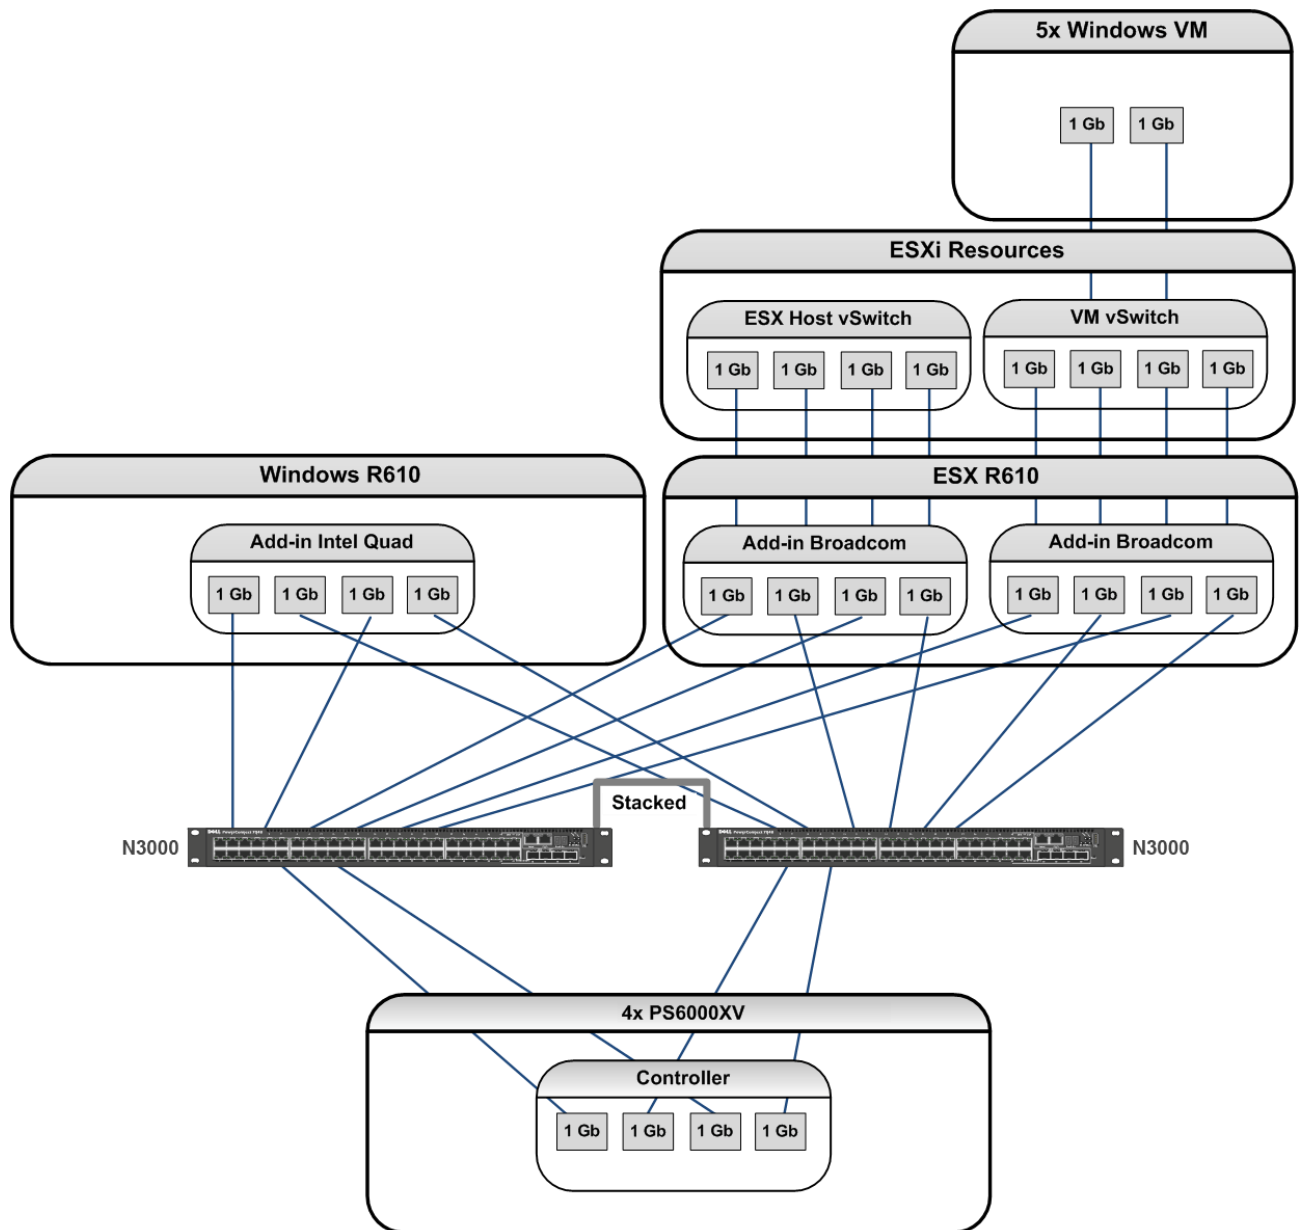 5x Windows VM
1 Gb 1 Gb
ESXi Resources
ESX Host vSwitch VM vSwitch
1 Gb 1 Gb 1 Gb 1 Gb 1 Gb 1 Gb 1 Gb 1 Gb
Windows R610 ESX R610
Add-in Intel Quad Add-in Broadcom Add-in Broadcom
1 Gb 1 Gb 1 Gb 1 Gb 1 Gb 1 Gb 1 Gb 1 Gb 1 Gb 1 Gb 1 Gb 1 Gb
Stacked
N3000 N3000
4x PS6000XV
Controller
1 Gb 1 Gb 1 Gb 1 Gb